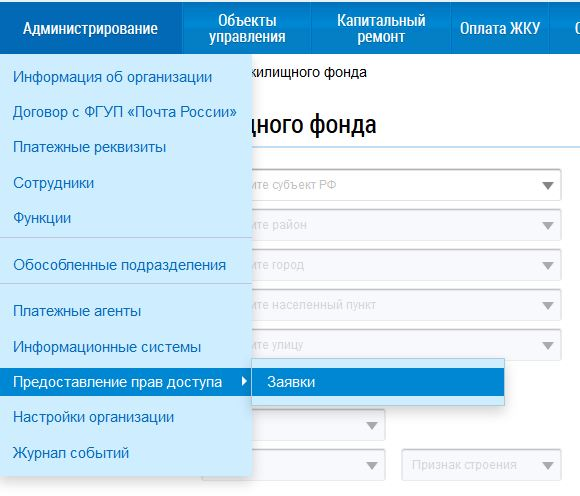 Администрирование
Объекты
управления
Капитальный
ремонт
Оплата ЖКУ
Информация об организации
жилищного фонда
Договор с ФГУП «Почта России»
дного фонда
Платежные реквизиты
Сотрудники
ите субъект РФ
Функции
ите район
Обособленные подразделения
ите город
Платежные агенты
ите населенный пункт
Информационные системы
ите улицу
Предоставление прав доступа
Заявки
Настройки организации
Журнал событий
Признак строения